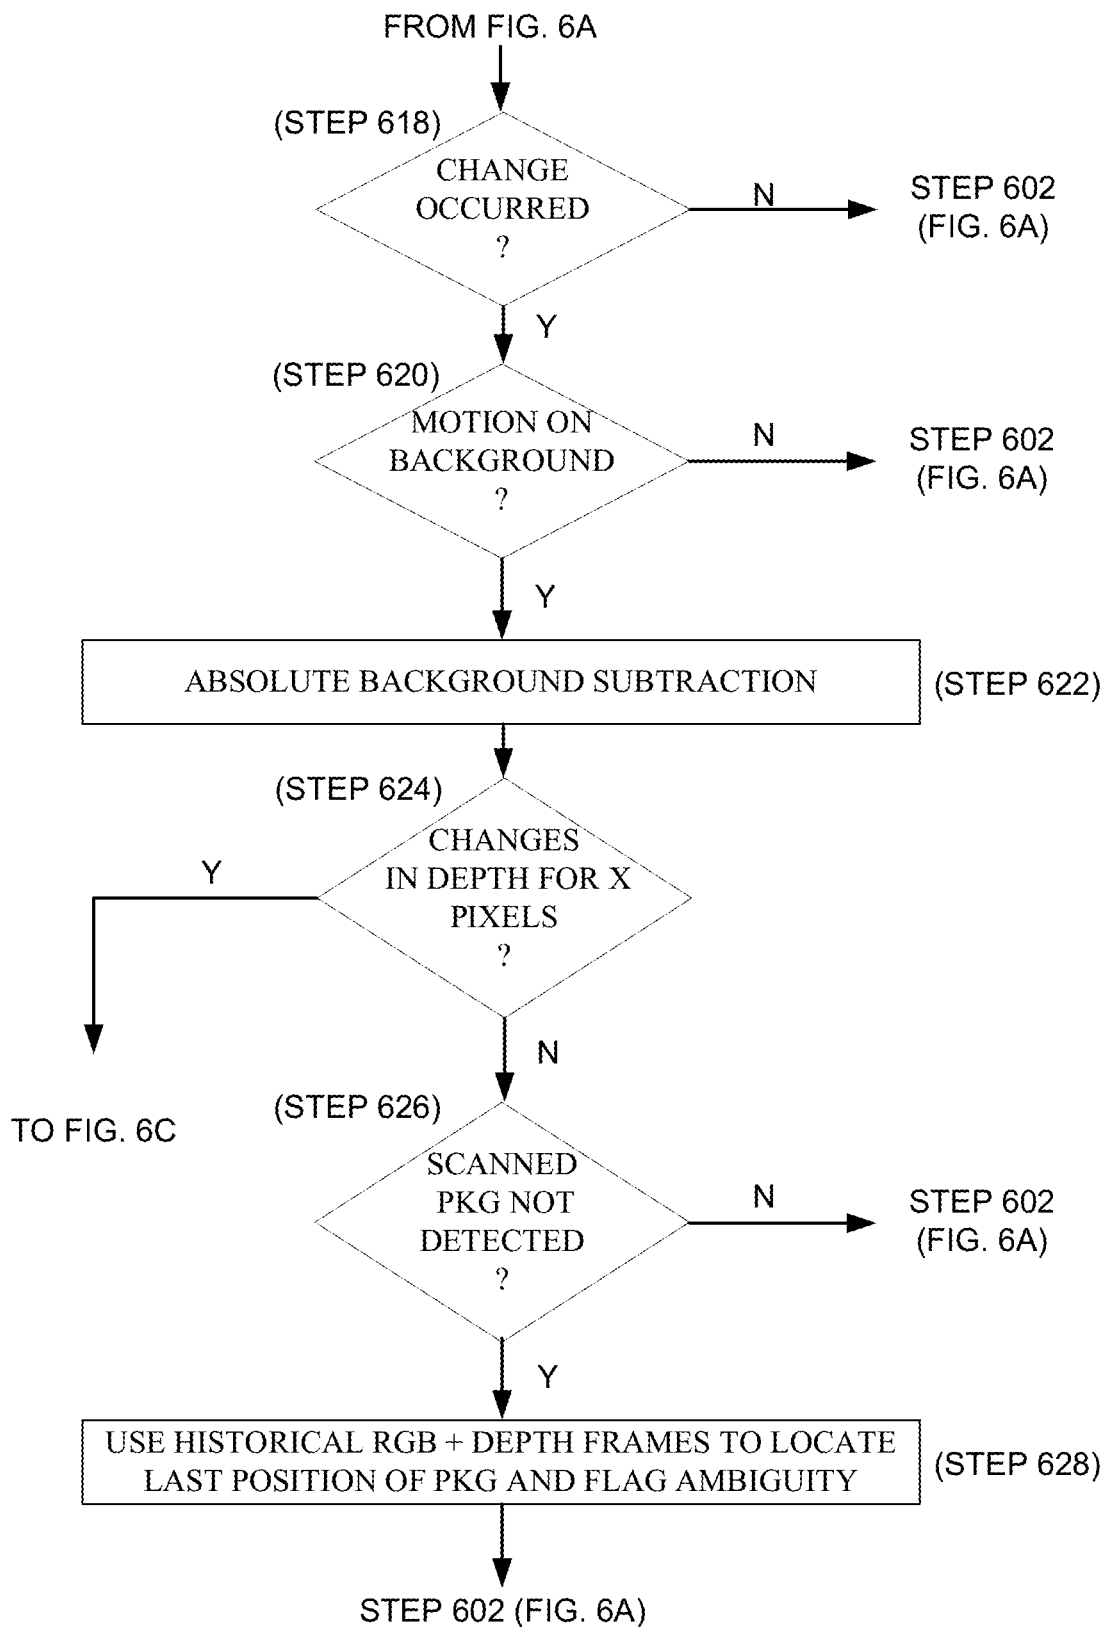 FROM FIG. 6A
(STEP 618)
CHANGE
OCCURRED
?
N
STEP 602
(FIG. 6A)
Y
(STEP 620)
MOTION ON
BACKGROUND
?
N
STEP 602
(FIG. 6A)
Y
ABSOLUTE BACKGROUND SUBTRACTION
(STEP 622)
(STEP 624)
CHANGES
IN DEPTH FOR X
PIXELS
?
Y
TO FIG. 6C
N
(STEP 626)
SCANNED
PKG NOT
DETECTED
?
N
STEP 602
(FIG. 6A)
Y
USE HISTORICAL RGB + DEPTH FRAMES TO LOCATE
LAST POSITION OF PKG AND FLAG AMBIGUITY
(STEP 628)
STEP 602 (FIG. 6A)